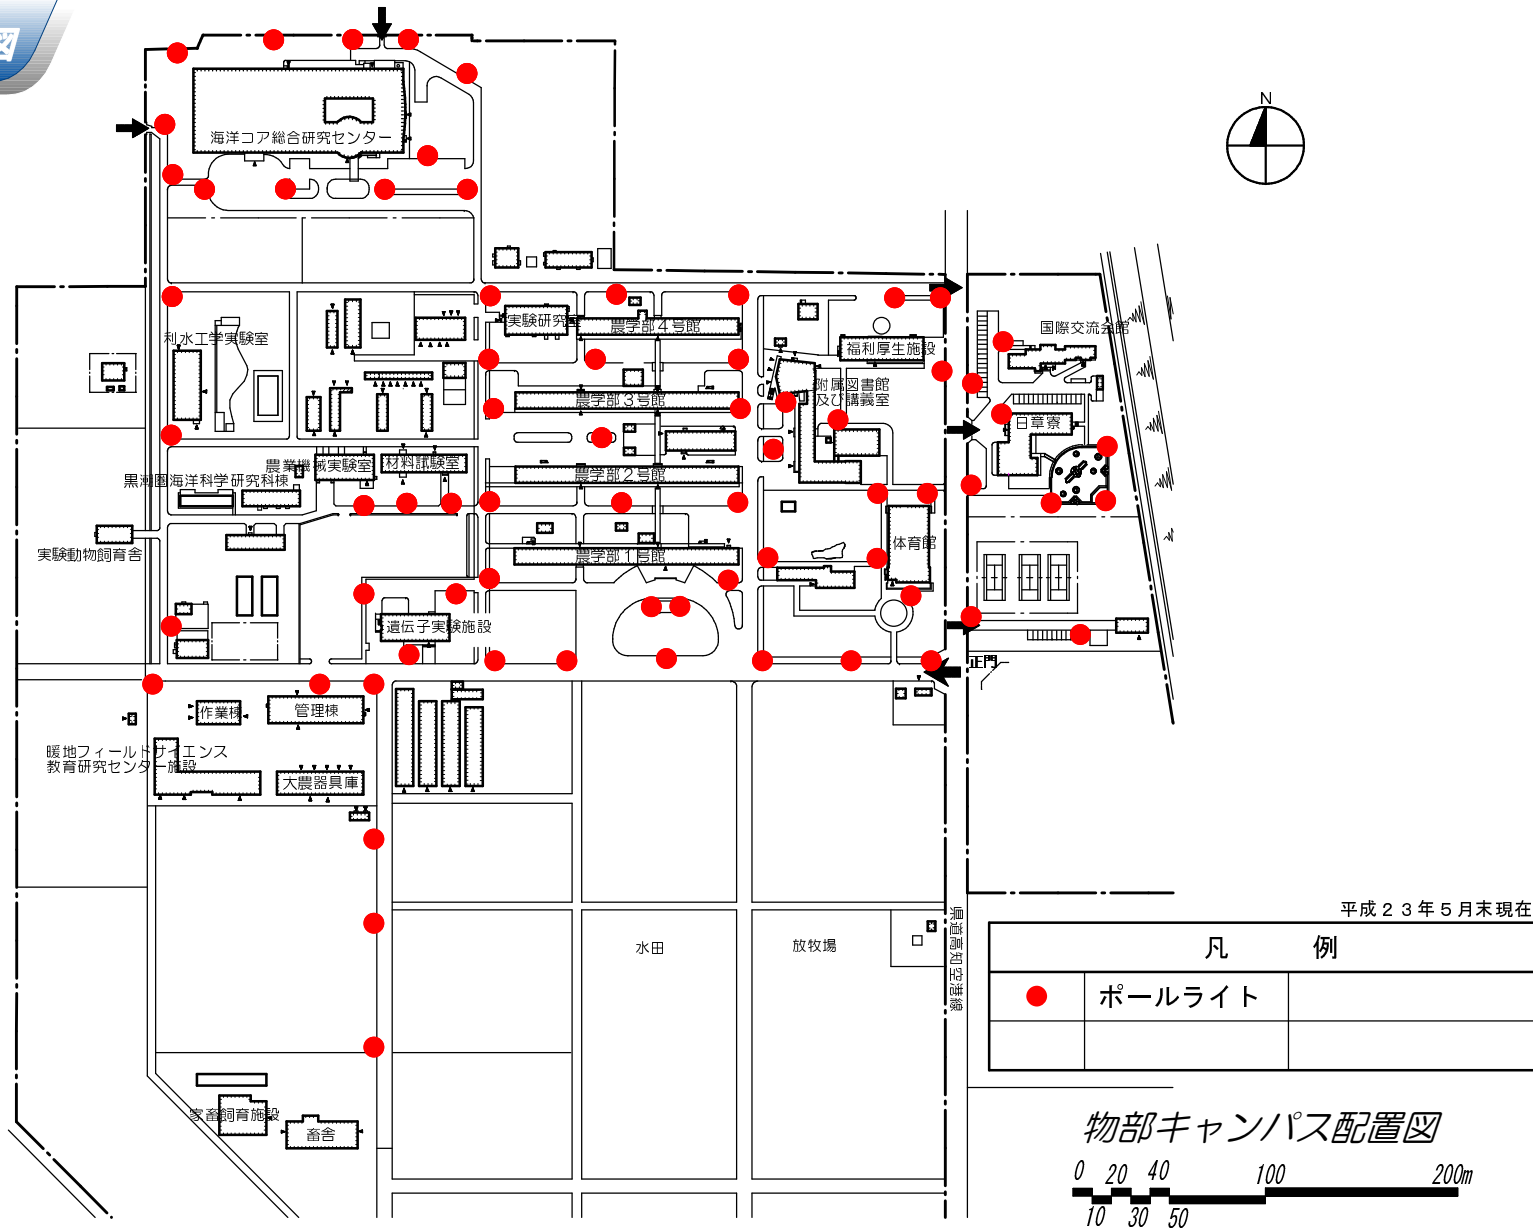 図
N
海洋コア総合研究センター
利水工学実験室
実験研究室
農学部４号館
福利厚生施設
国際交流会館
附属図書館
及び講義室
農学部３号館
日章寮
農業機械実験室
材料試験室
農学部２号館
黒潮圏海洋科学研究科棟
体育館
実験動物飼育舎
農学部１号館
遺伝子実験施設
正門
作業棟
管理棟
暖地フィールドサイエンス
教育研究センター施設
大農器具庫
水田
放牧場
県道高知空港線
家畜飼育施設
畜舎
平成２３年５月末現在
凡　例
ポールライト
物部キャンパス配置図
0 20 40 100 200m
10 30 50